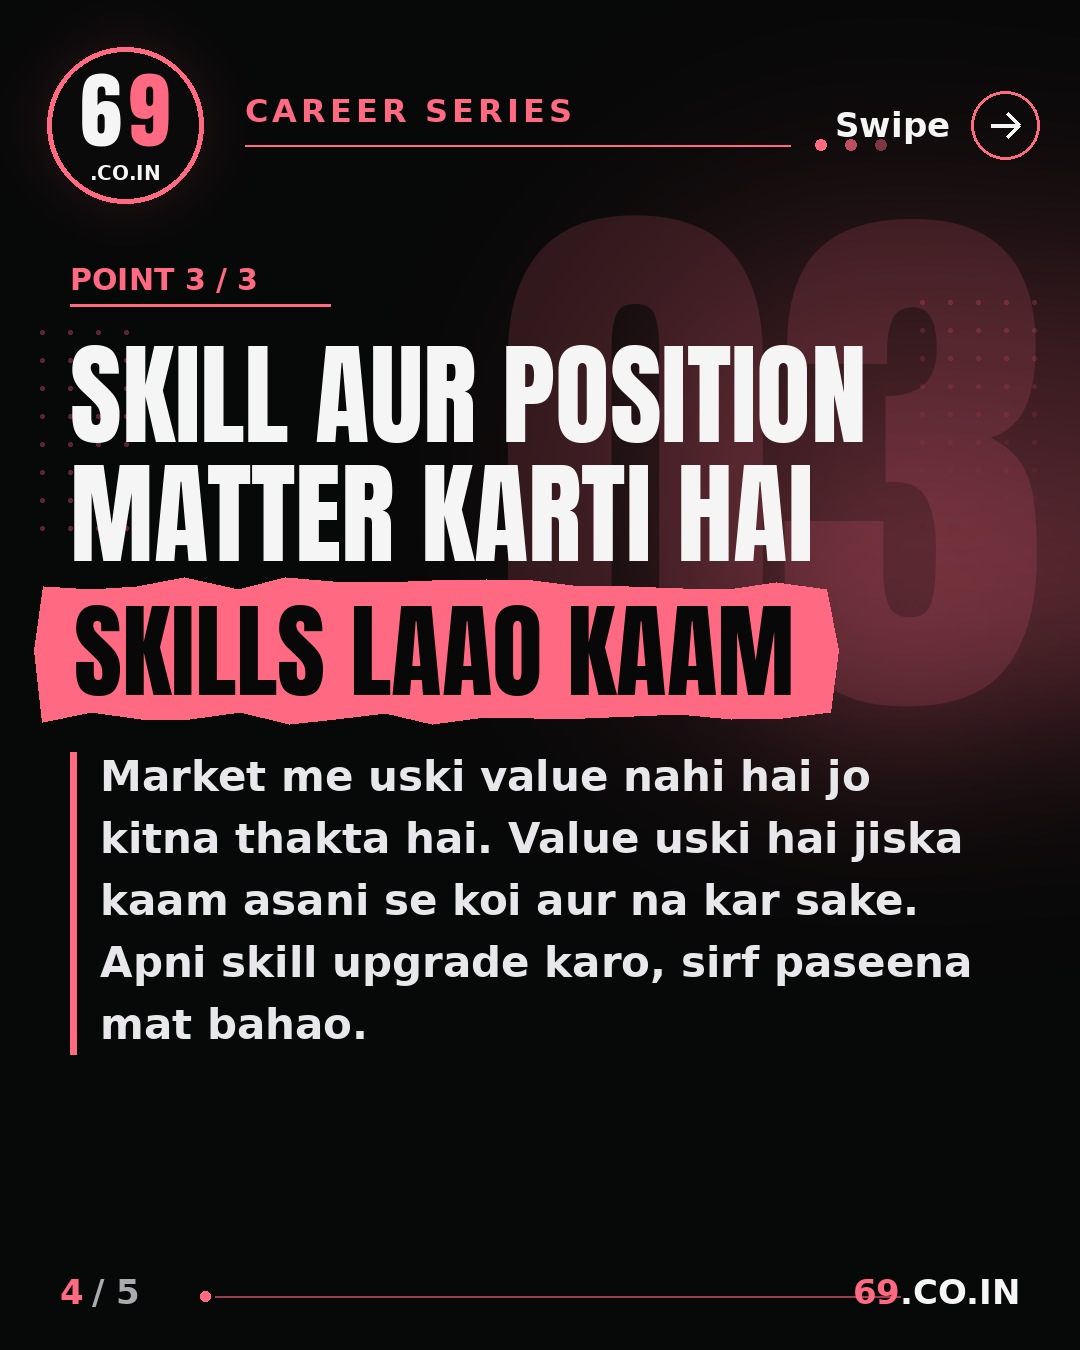 69
.CO.IN
CAREER SERIES
Swipe
03
POINT 3 / 3
SKILL AUR POSITION
MATTER KARTI HAI
SKILLS LAAO KAAM
Market me uski value nahi hai jo
kitna thakta hai. Value uski hai jiska
kaam asani se koi aur na kar sake.
Apni skill upgrade karo, sirf paseena
mat bahao.
4 / 5
69.CO.IN